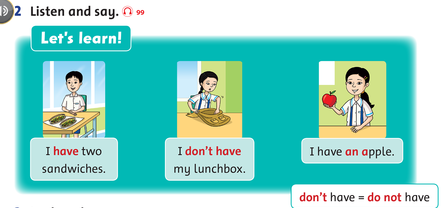 2 Listen and say. 99
Let's learn!
I have two
sandwiches.
I don't have
my lunchbox.
I have an apple.
don't have = do not have